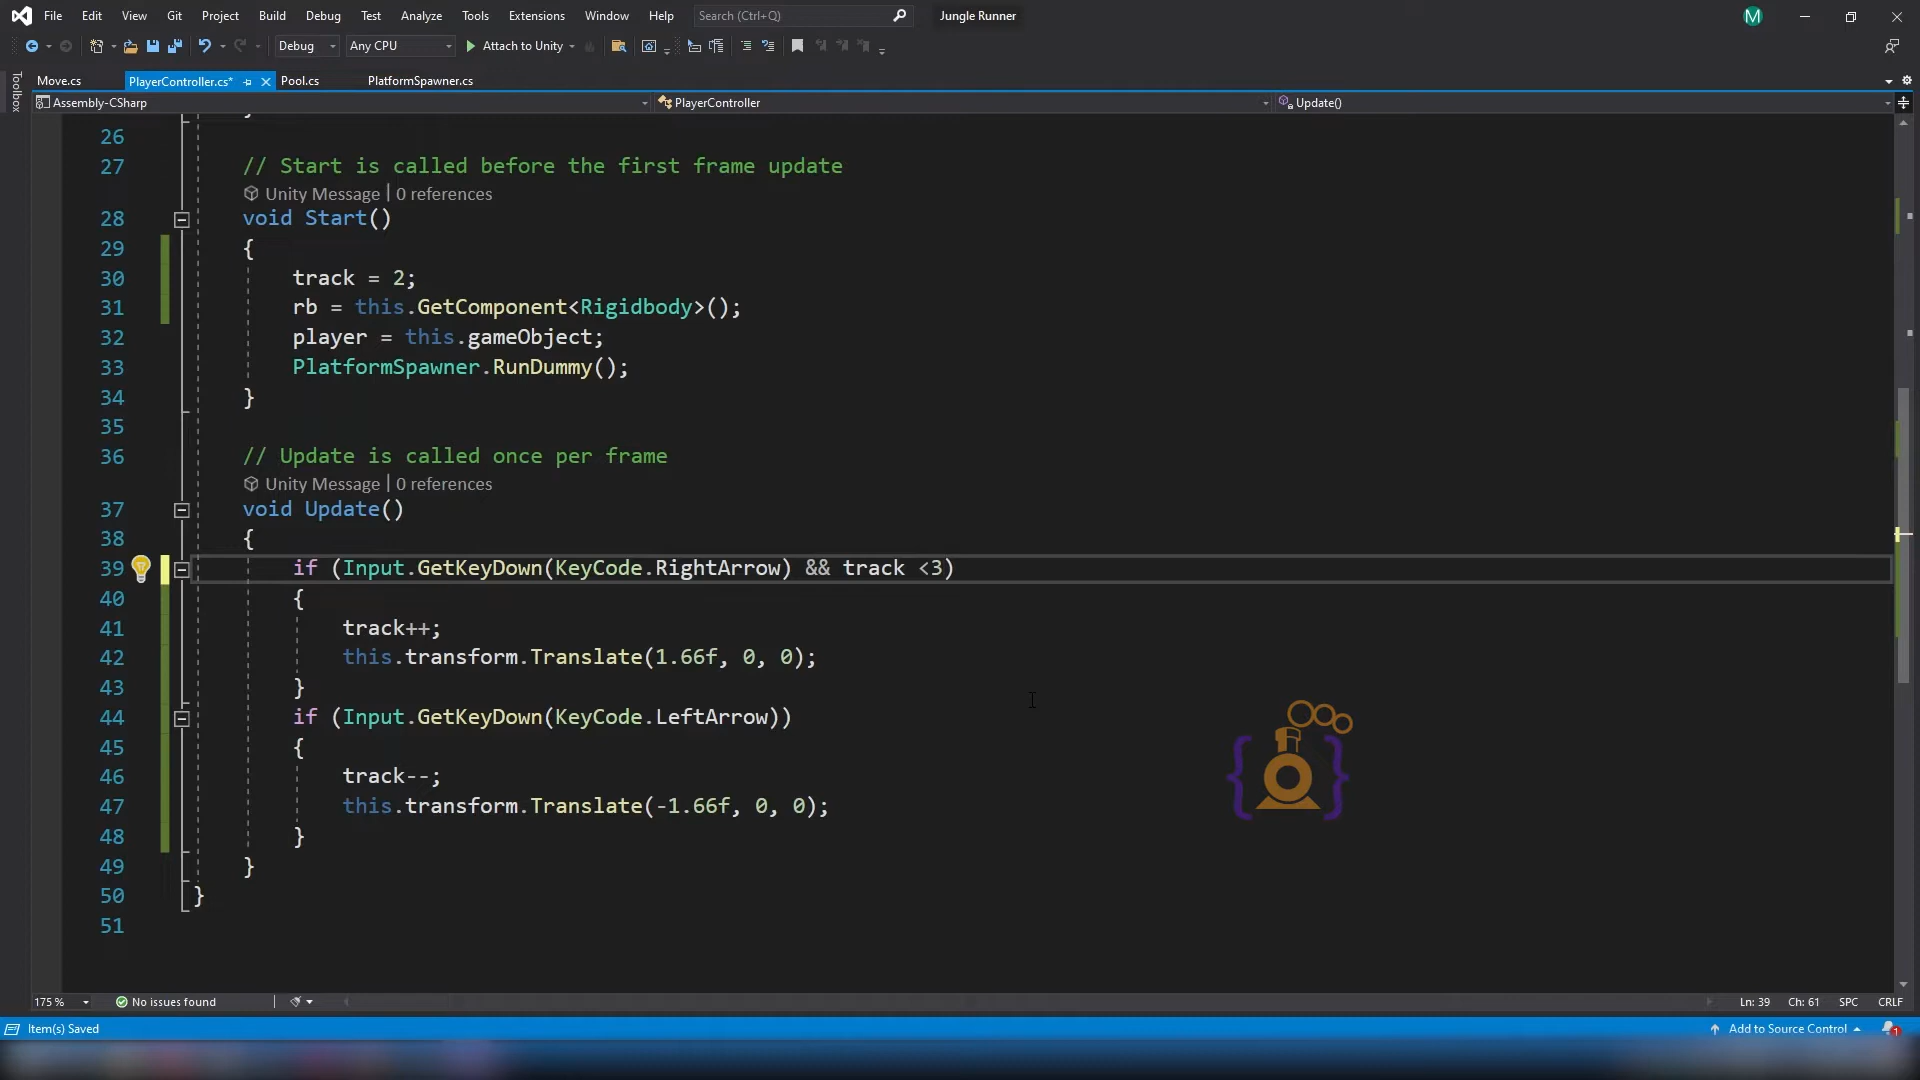 File Edit View Git Project Build Debug Test Analyze Tools Extensions Window Help Search (Ctrl+Q) Jungle Runner M
Debug Any CPU Attach to Unity
Toolbox
Move.cs PlayerController.cs* Pool.cs PlatformSpawner.cs
Assembly-CSharp PlayerController Update()
26
27 // Start is called before the first frame update
Unity Message | 0 references
28 void Start()
29 {
30 track = 2;
31 rb = this.GetComponent<Rigidbody>();
32 player = this.gameObject;
33 PlatformSpawner.RunDummy();
34 }
35
36 // Update is called once per frame
Unity Message | 0 references
37 void Update()
38 {
39 if (Input.GetKeyDown(KeyCode.RightArrow) && track <3)
40 {
41 track++;
42 this.transform.Translate(1.66f, 0, 0);
43 }
44 if (Input.GetKeyDown(KeyCode.LeftArrow))
45 {
46 track--;
47 this.transform.Translate(-1.66f, 0, 0);
48 }
49 }
50 }
51
175 % No issues found Ln: 39 Ch: 61 SPC CRLF
Item(s) Saved Add to Source Control 1